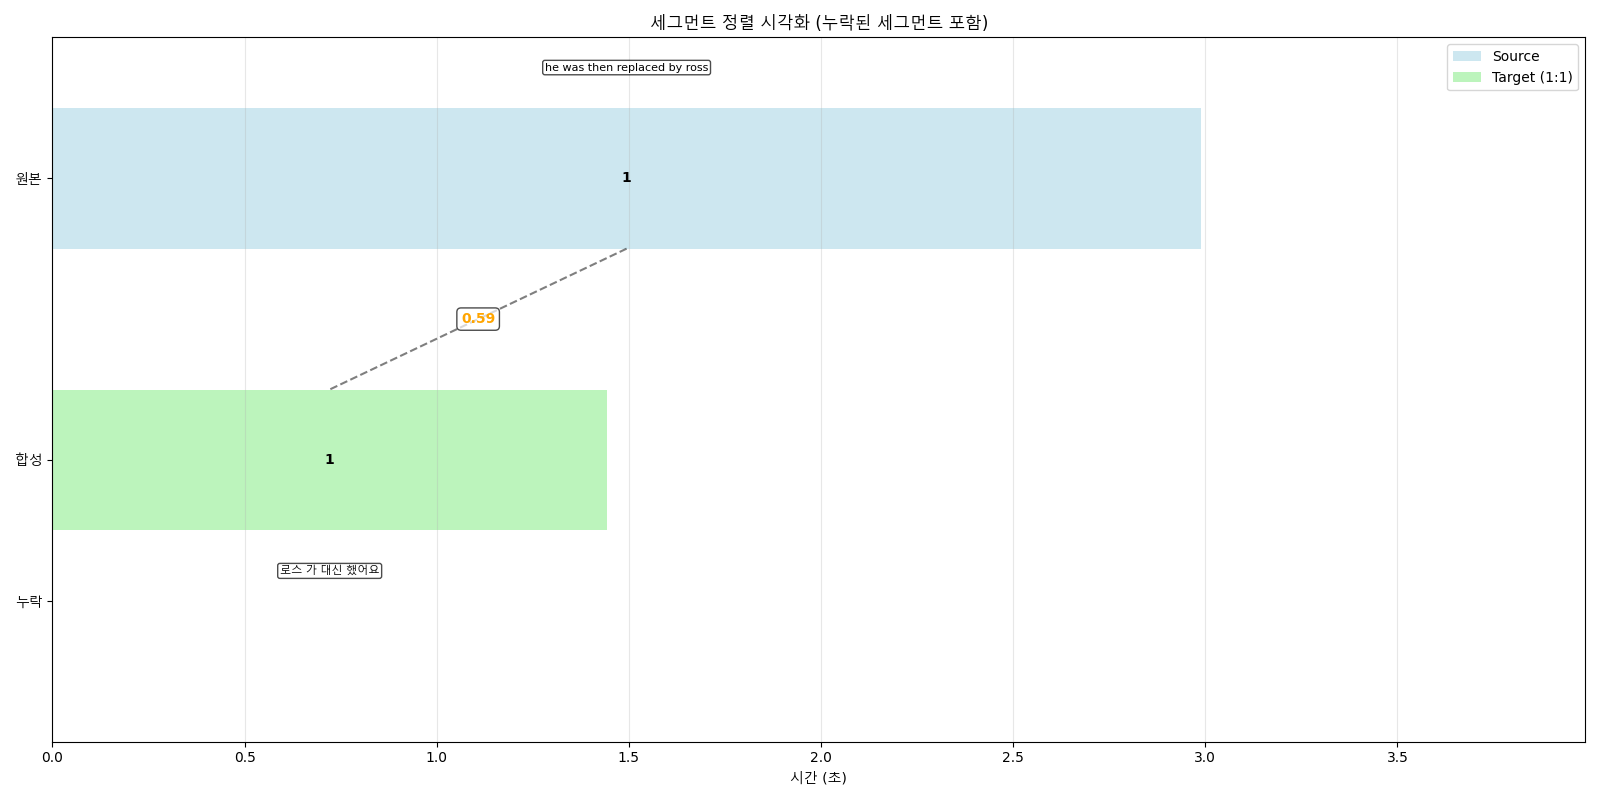 세그먼트 정렬 시각화 (누락된 세그먼트 포함)
he was then replaced by ross
Source
Target (1:1)
원본
1
0.59
합성
1
로스 가 대신 했어요
누락
0.0 0.5 1.0 1.5 2.0 2.5 3.0 3.5
시간 (초)